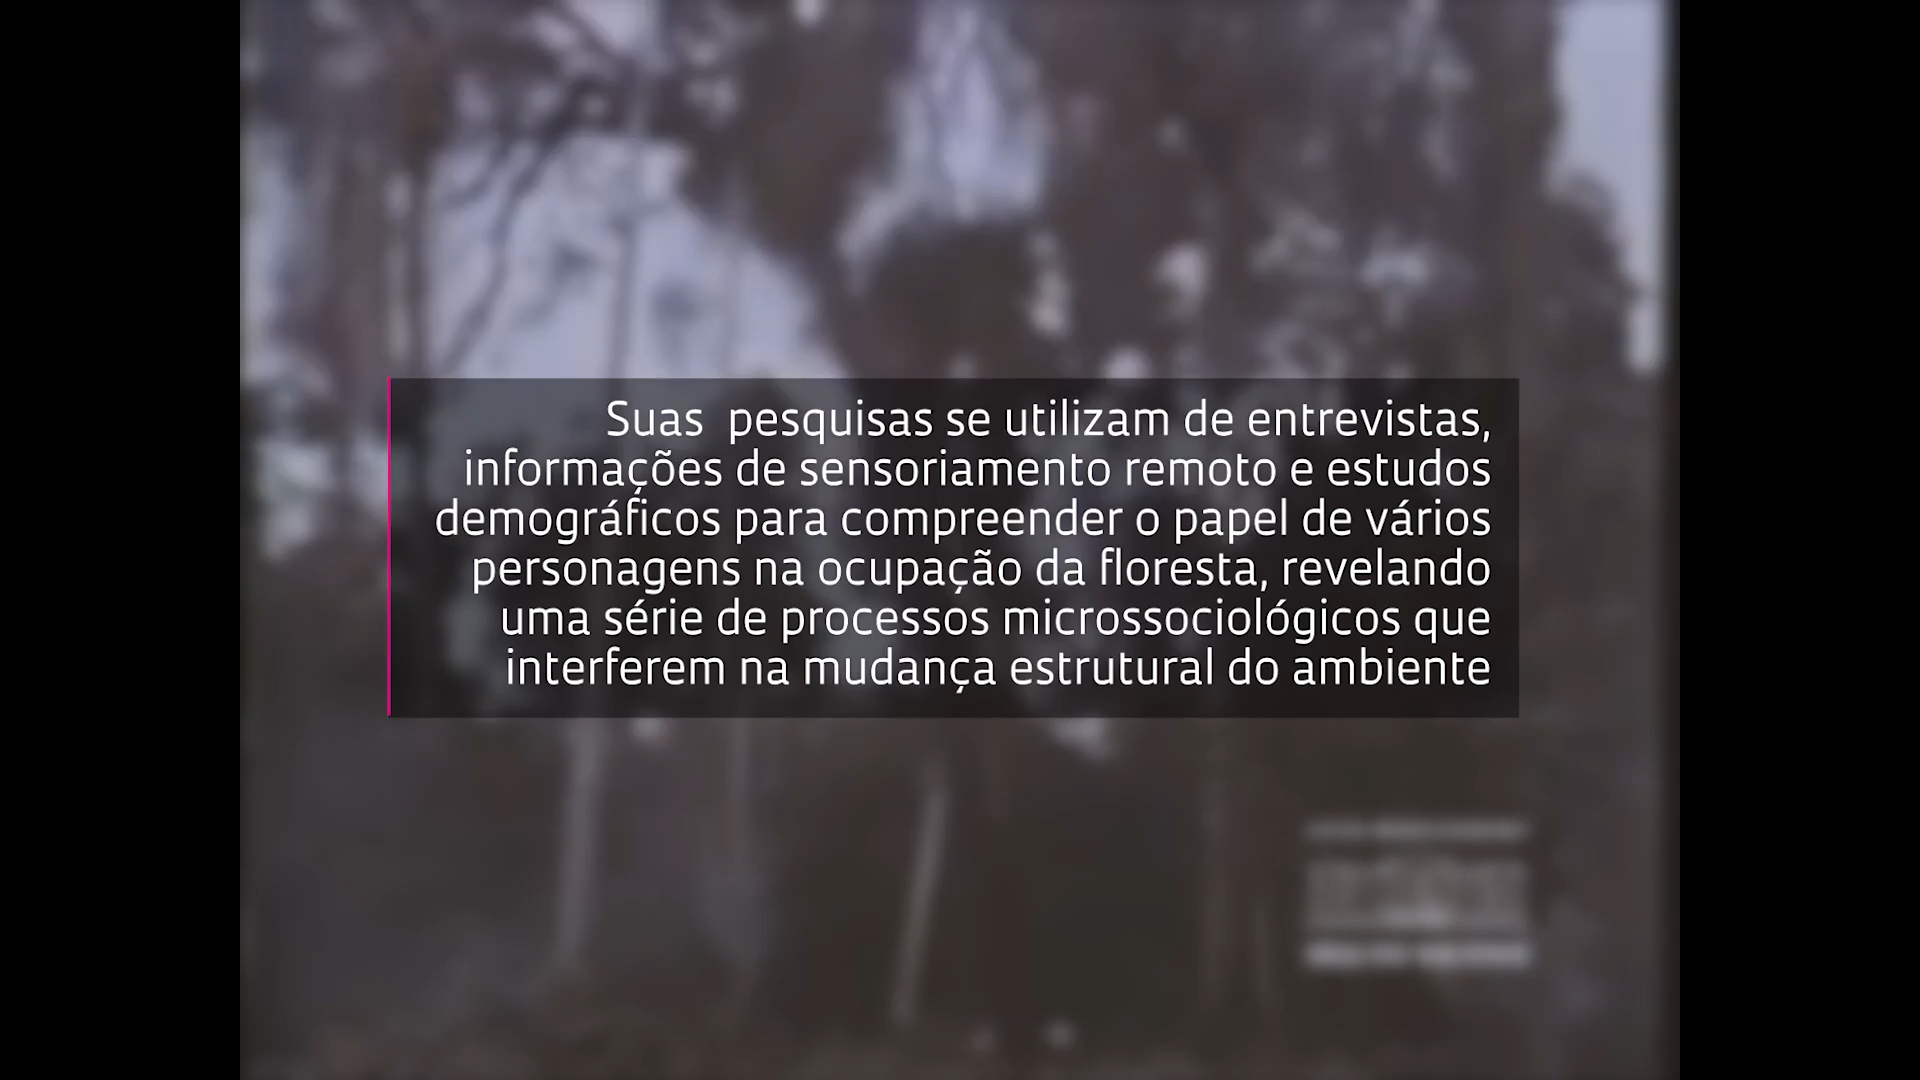 Suas  pesquisas se utilizam de entrevistas,
informações de sensoriamento remoto e estudos
demográficos para compreender o papel de vários
personagens na ocupação da floresta, revelando
uma série de processos microssociológicos que
interferem na mudança estrutural do ambiente